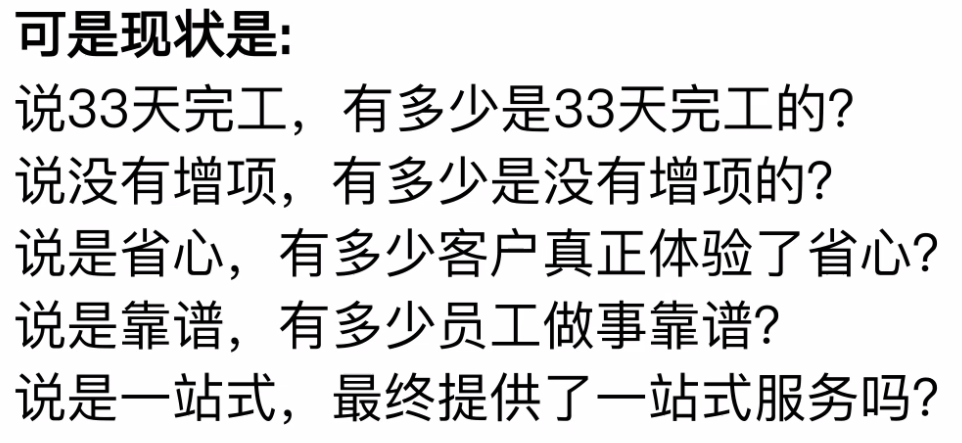 可是现状是:
说33天完工，有多少是33天完工的?
说没有增项，有多少是没有增项的?
说是省心，有多少客户真正体验了省心?
说是靠谱，有多少员工做事靠谱?
说是一站式，最终提供了一站式服务吗?